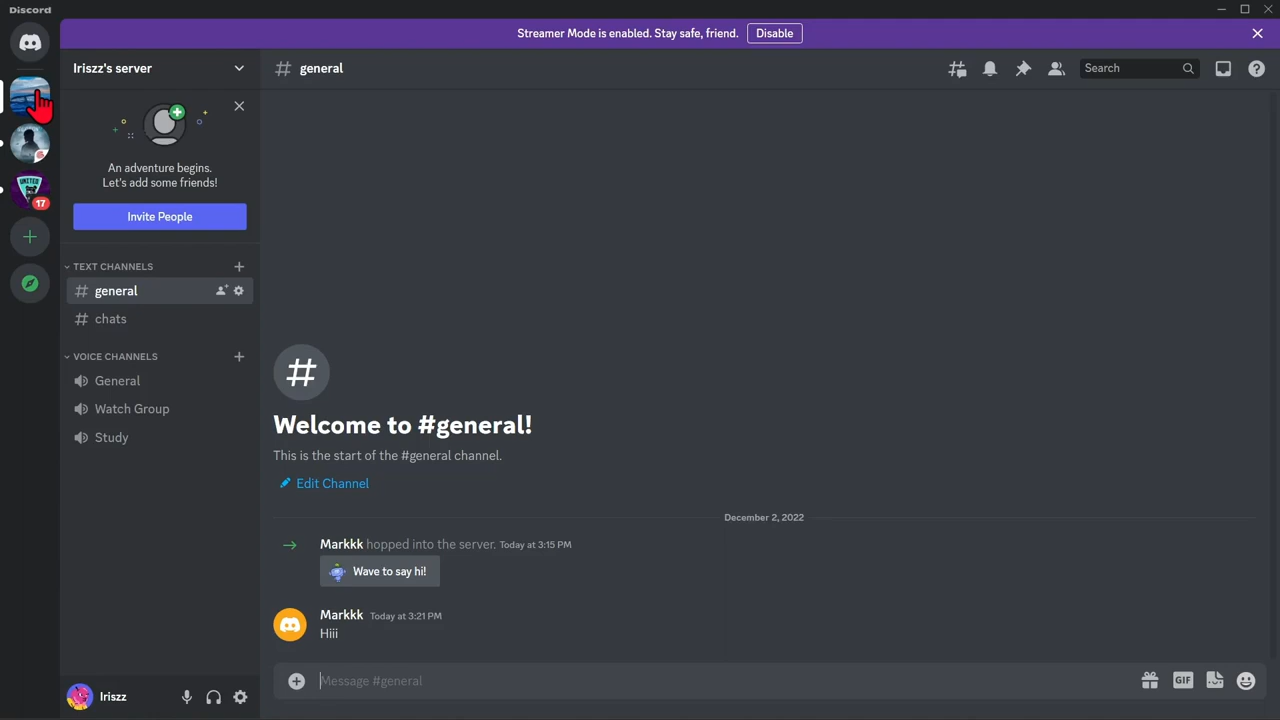 Discord
Streamer Mode is enabled. Stay safe, friend.
Disable
Iriszz's server
general
Search
An adventure begins.
Let's add some friends!
Invite People
TEXT CHANNELS
general
chats
VOICE CHANNELS
General
Watch Group
Study
Welcome to #general!
This is the start of the #general channel.
Edit Channel
December 2, 2022
Markkk hopped into the server. Today at 3:15 PM
Wave to say hi!
Markkk Today at 3:21 PM
Hiii
Message #general
GIF
UNITED
17
Iriszz